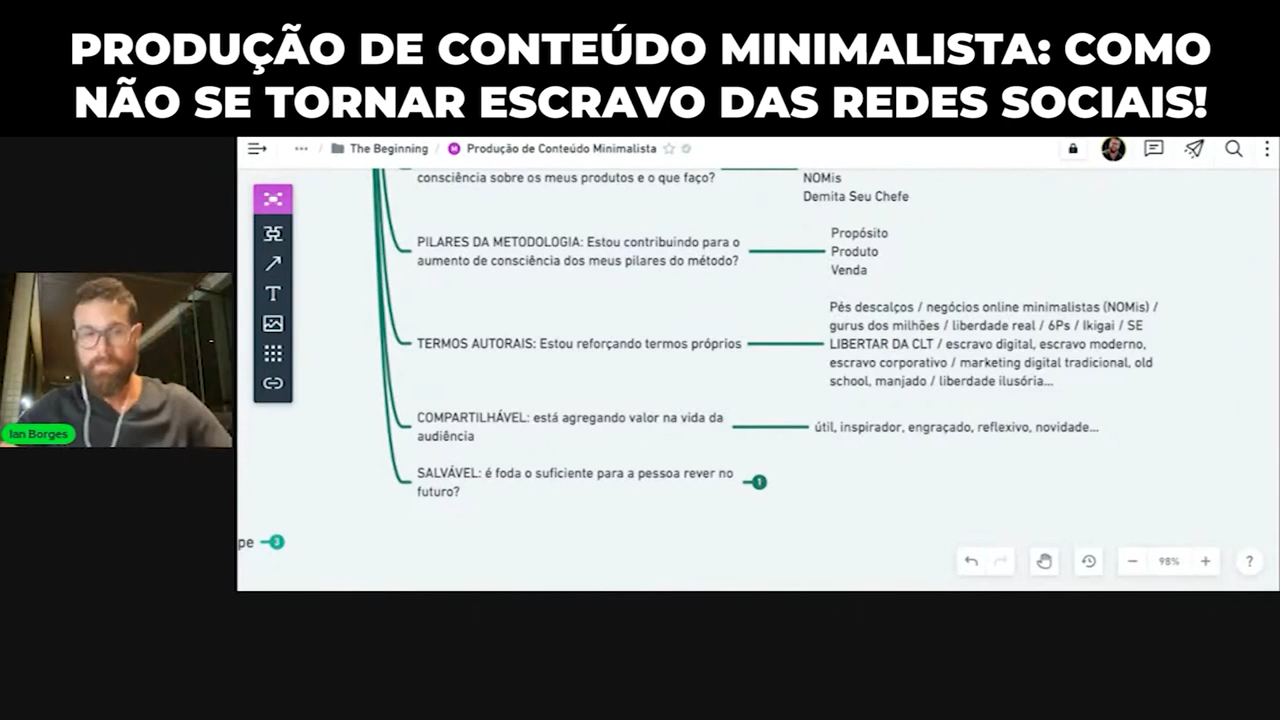 PRODUÇÃO DE CONTEÚDO MINIMALISTA: COMO
NÃO SE TORNAR ESCRAVO DAS REDES SOCIAIS!
... / The Beginning / M Produção de Conteúdo Minimalista
consciência sobre os meus produtos e o que faço?
NOMis
Demita Seu Chefe
PILARES DA METODOLOGIA: Estou contribuindo para o
aumento de consciência dos meus pilares do método?
Propósito
Produto
Venda
TERMOS AUTORAIS: Estou reforçando termos próprios
Pés descalços / negócios online minimalistas (NOMis) /
gurus dos milhões / liberdade real / 6Ps / Ikigai / SE
LIBERTAR DA CLT / escravo digital, escravo moderno,
escravo corporativo / marketing digital tradicional, old
school, manjado / liberdade ilusória...
COMPARTILHÁVEL: está agregando valor na vida da
audiência
útil, inspirador, engraçado, reflexivo, novidade...
SALVÁVEL: é foda o suficiente para a pessoa rever no
futuro?
1
pe 3
T
Ian Borges
98%
?